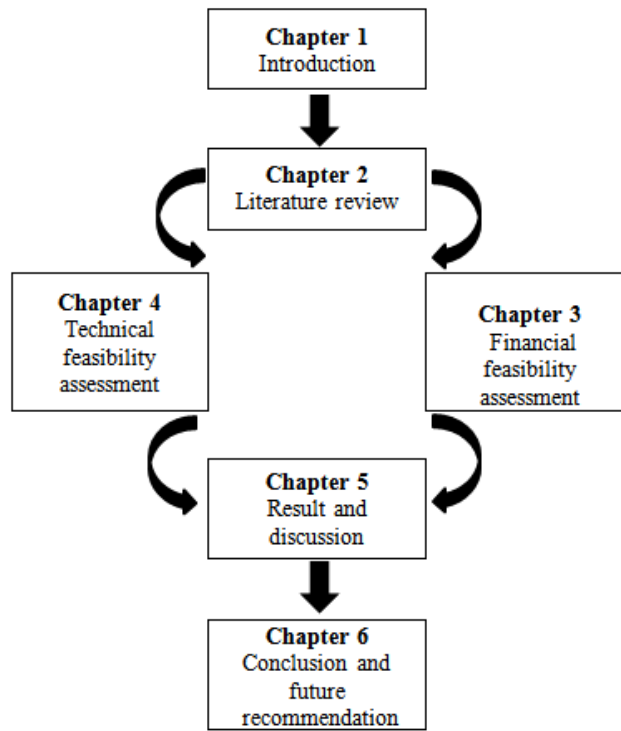 Chapter 1
Introduction
Chapter 2
Literature review
Chapter 4
Technical
feasibility
assessment
Chapter 3
Financial
feasibility
assessment
Chapter 5
Result and
discussion
Chapter 6
Conclusion and
future
recommendation